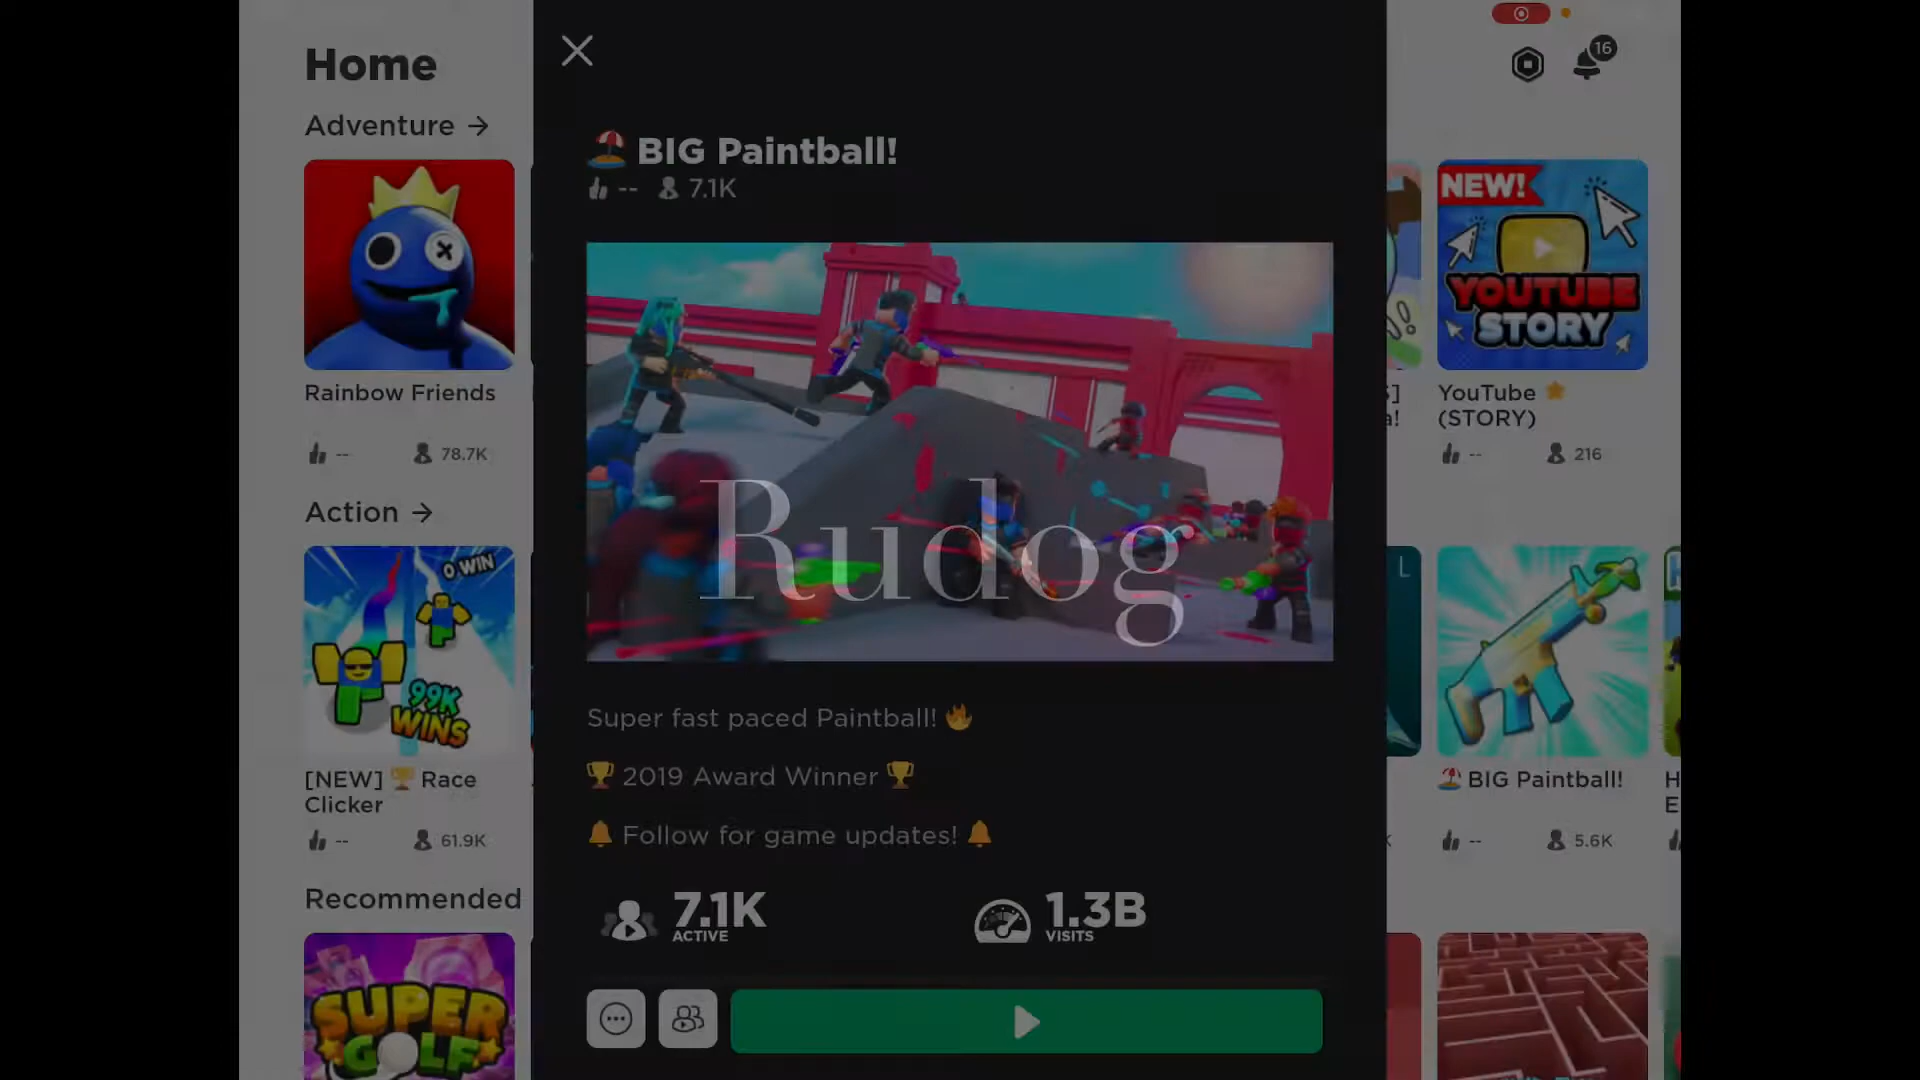 Home
16
Adventure →
Rainbow Friends
-- 78.7K
Action →
0 WIN
99K
WINS
[NEW] 🏆 Race
Clicker
-- 61.9K
Recommended
SUPER
GOLF
🏖️ BIG Paintball!
-- 7.1K
Rudog
Super fast paced Paintball! 🔥
🏆 2019 Award Winner 🏆
🔔 Follow for game updates! 🔔
7.1K
ACTIVE
1.3B
VISITS
NEW!
YOUTUBE
STORY
YouTube ⭐
(STORY)
-- 216
🏖️ BIG Paintball!
-- 5.6K